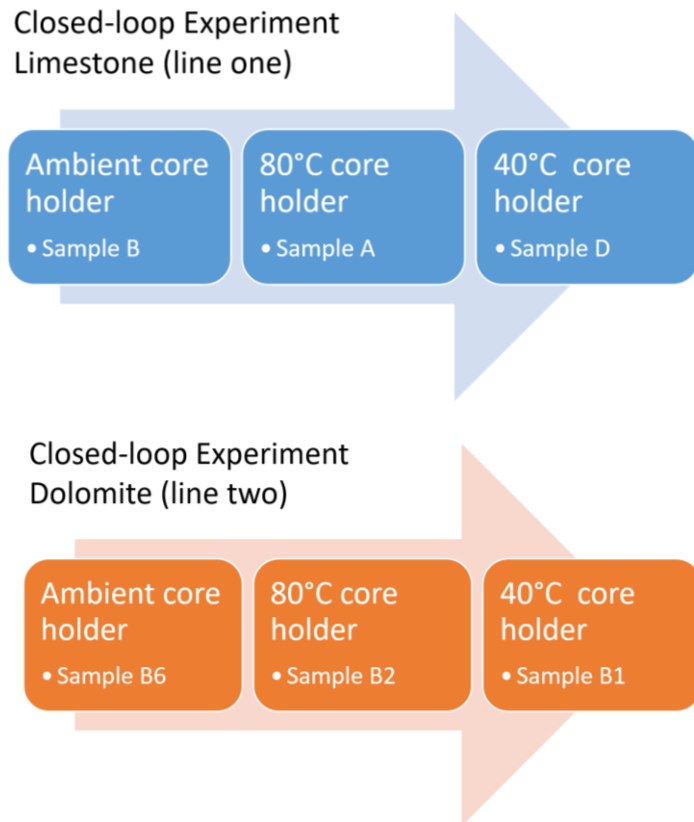 Closed-loop Experiment
Limestone (line one)
Ambient core
holder
• Sample B
80°C core
holder
• Sample A
40°C  core
holder
• Sample D
Closed-loop Experiment
Dolomite (line two)
Ambient core
holder
• Sample B6
80°C core
holder
• Sample B2
40°C  core
holder
• Sample B1